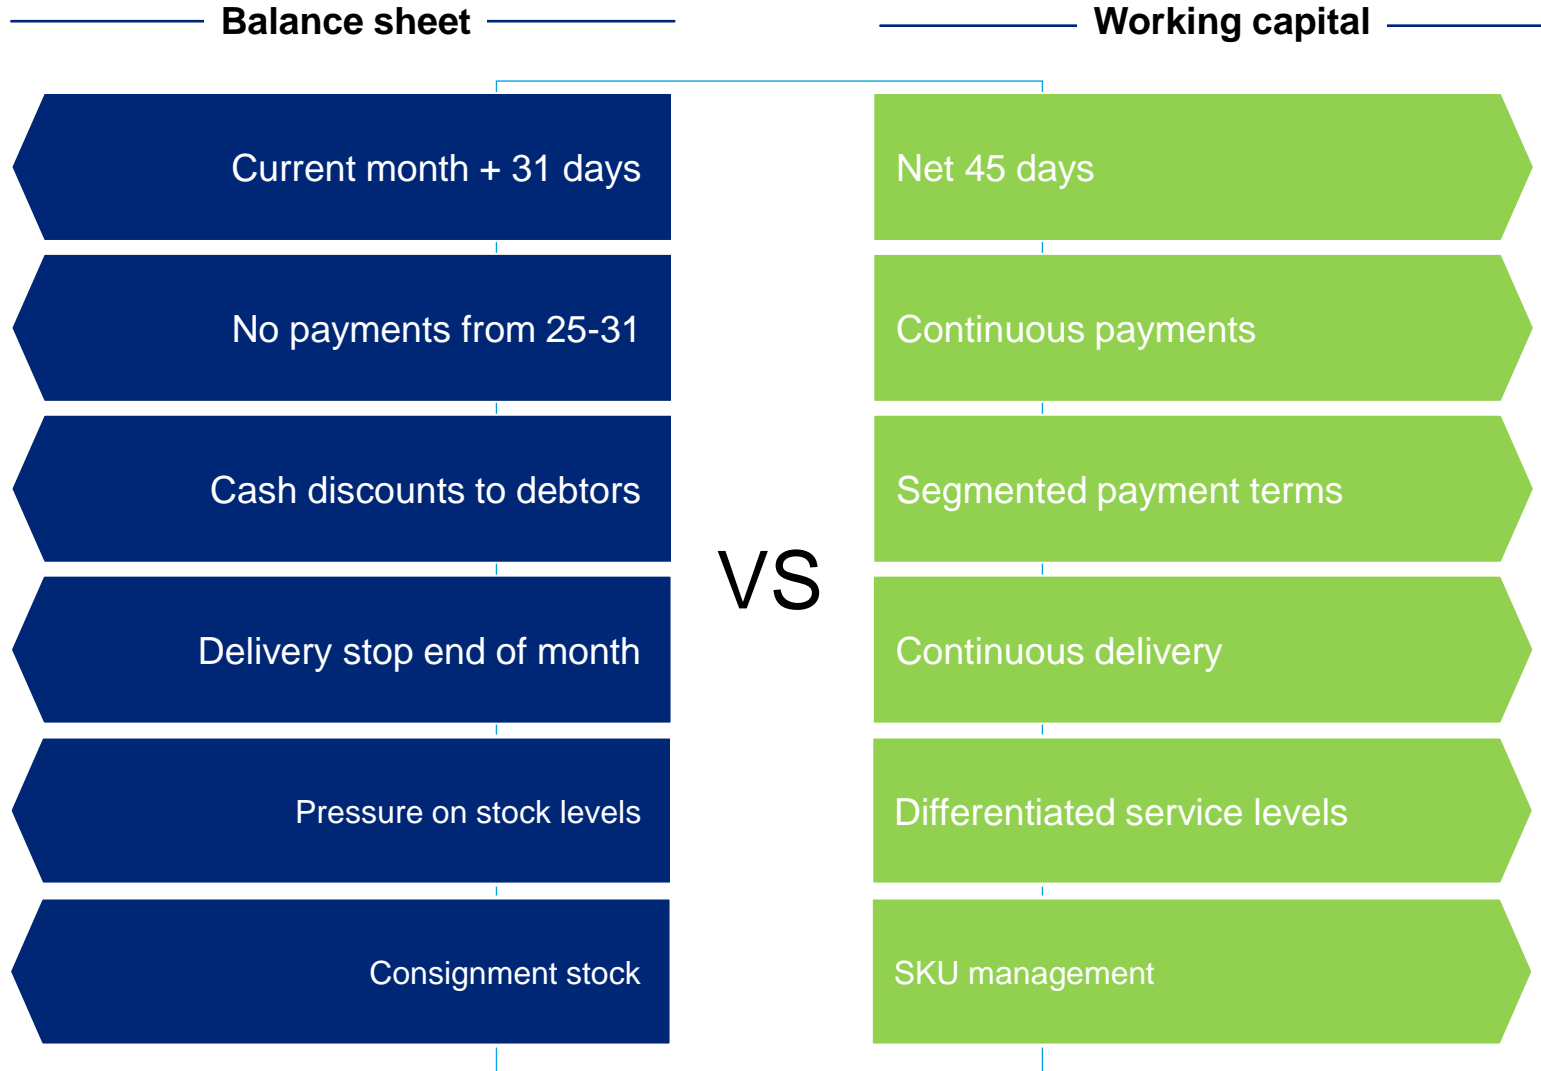 Balance sheet
Working capital
Current month + 31 days
Net 45 days
No payments from 25-31
Continuous payments
Cash discounts to debtors
Segmented payment terms
VS
Delivery stop end of month
Continuous delivery
Pressure on stock levels
Differentiated service levels
Consignment stock
SKU management